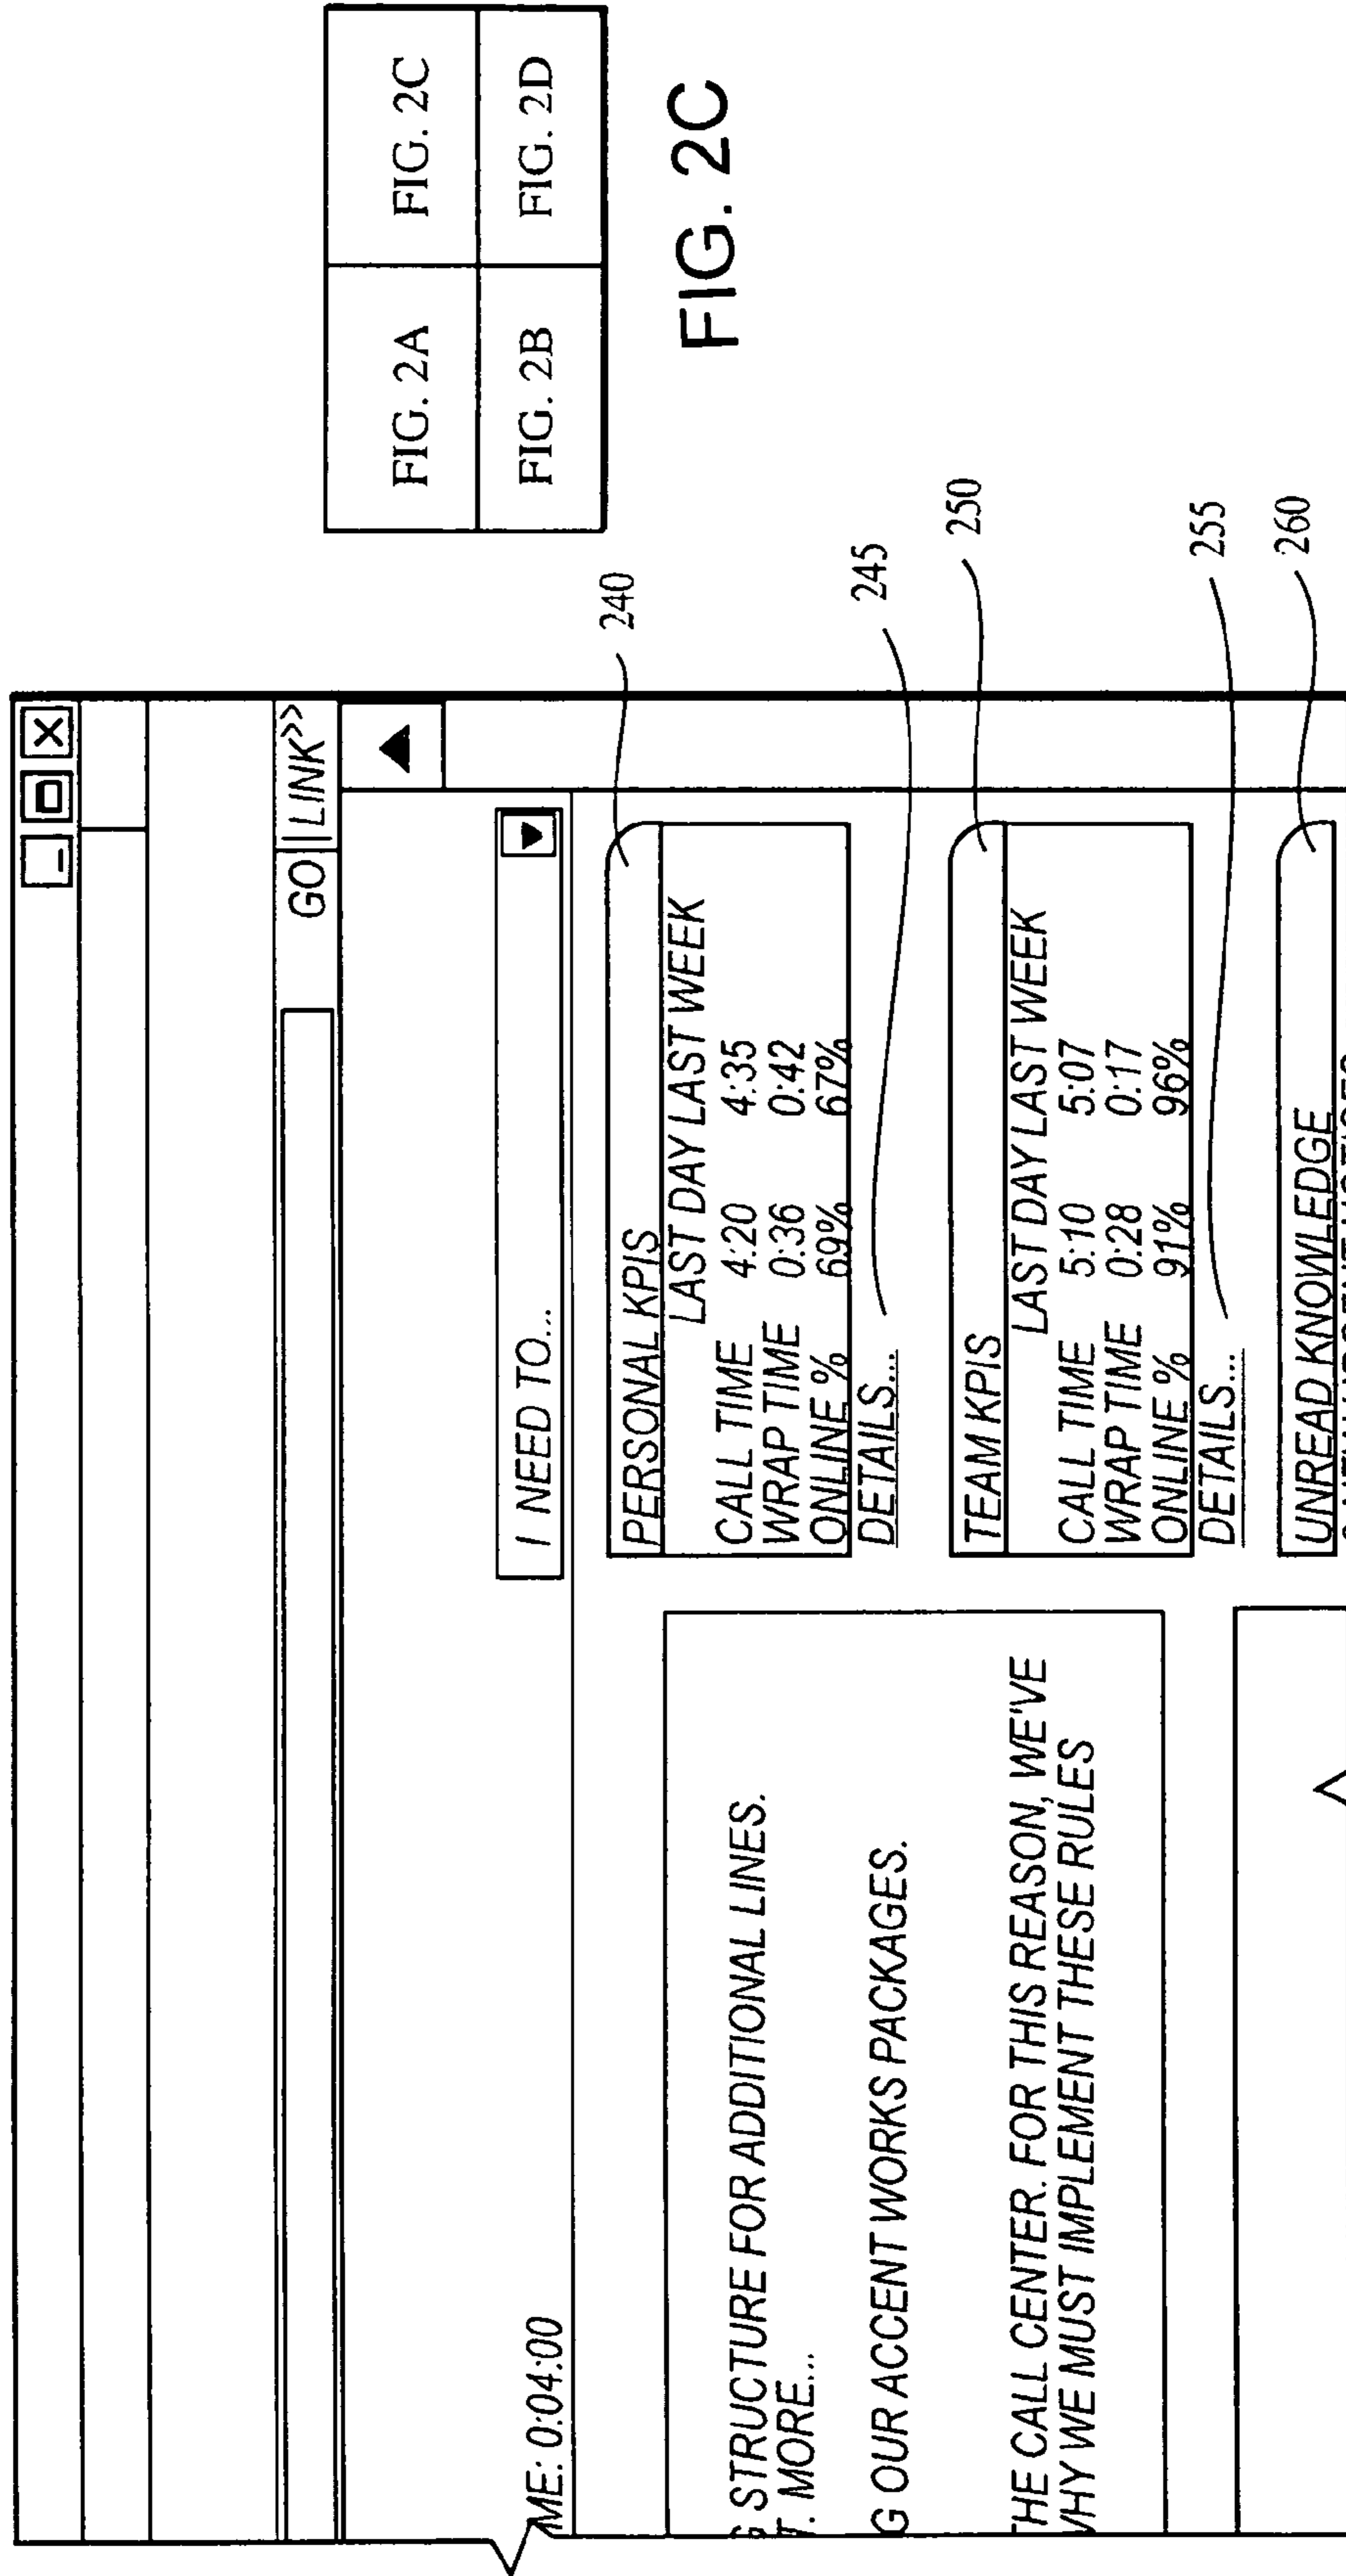 FIG. 2A FIG. 2C
FIG. 2B FIG. 2D
FIG. 2C
GO LINK>>
ME: 0:04:00
I NEED TO...
STRUCTURE FOR ADDITIONAL LINES.
T. MORE...
G OUR ACCENT WORKS PACKAGES.
THE CALL CENTER. FOR THIS REASON, WE'VE
WHY WE MUST IMPLEMENT THESE RULES
PERSONAL KPIS
240
LAST DAY LAST WEEK
CALL TIME 4:20 4:35
WRAP TIME 0:36 0:42
ONLINE % 69% 67%
DETAILS...
245
TEAM KPIS
250
LAST DAY LAST WEEK
CALL TIME 5:10 5:07
WRAP TIME 0:28 0:17
ONLINE % 91% 96%
DETAILS...
255
UNREAD KNOWLEDGE
260